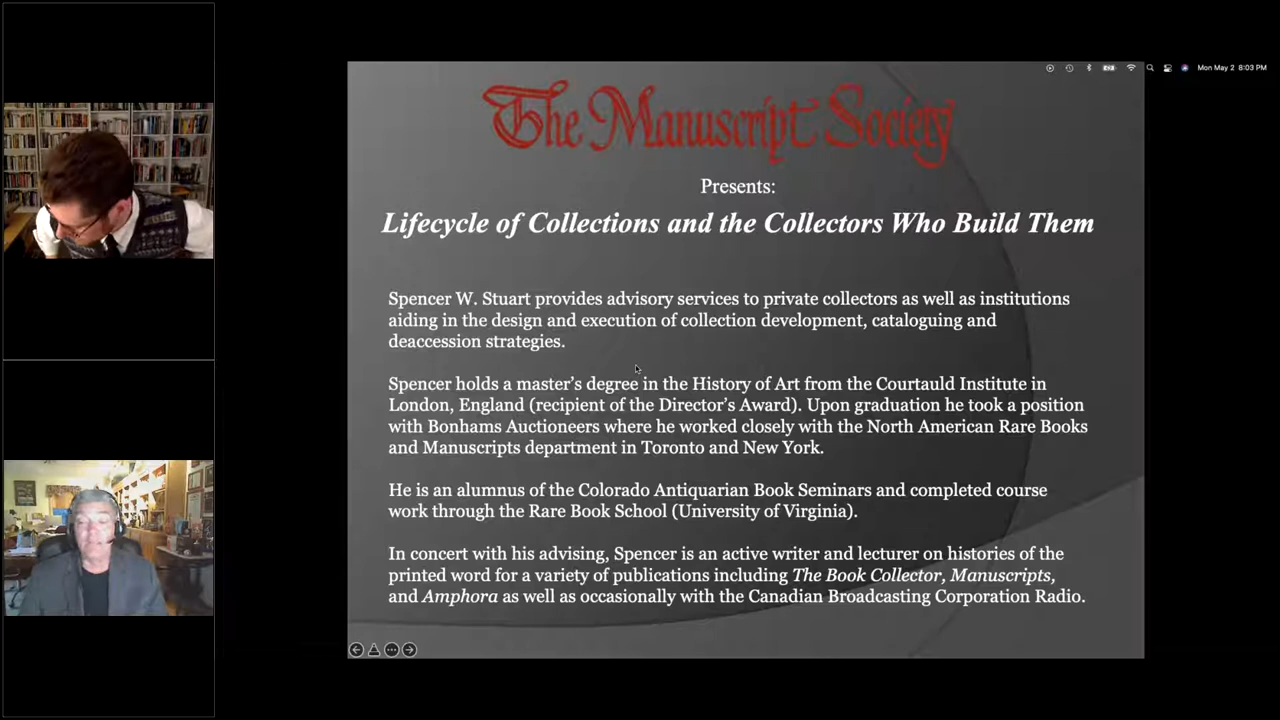 Mon May 2 8:03 PM
The Manuscript Society
Presents:
Lifecycle of Collections and the Collectors Who Build Them
Spencer W. Stuart provides advisory services to private collectors as well as institutions
aiding in the design and execution of collection development, cataloguing and
deaccession strategies.
Spencer holds a master's degree in the History of Art from the Courtauld Institute in
London, England (recipient of the Director's Award). Upon graduation he took a position
with Bonhams Auctioneers where he worked closely with the North American Rare Books
and Manuscripts department in Toronto and New York.
He is an alumnus of the Colorado Antiquarian Book Seminars and completed course
work through the Rare Book School (University of Virginia).
In concert with his advising, Spencer is an active writer and lecturer on histories of the
printed word for a variety of publications including The Book Collector, Manuscripts,
and Amphora as well as occasionally with the Canadian Broadcasting Corporation Radio.